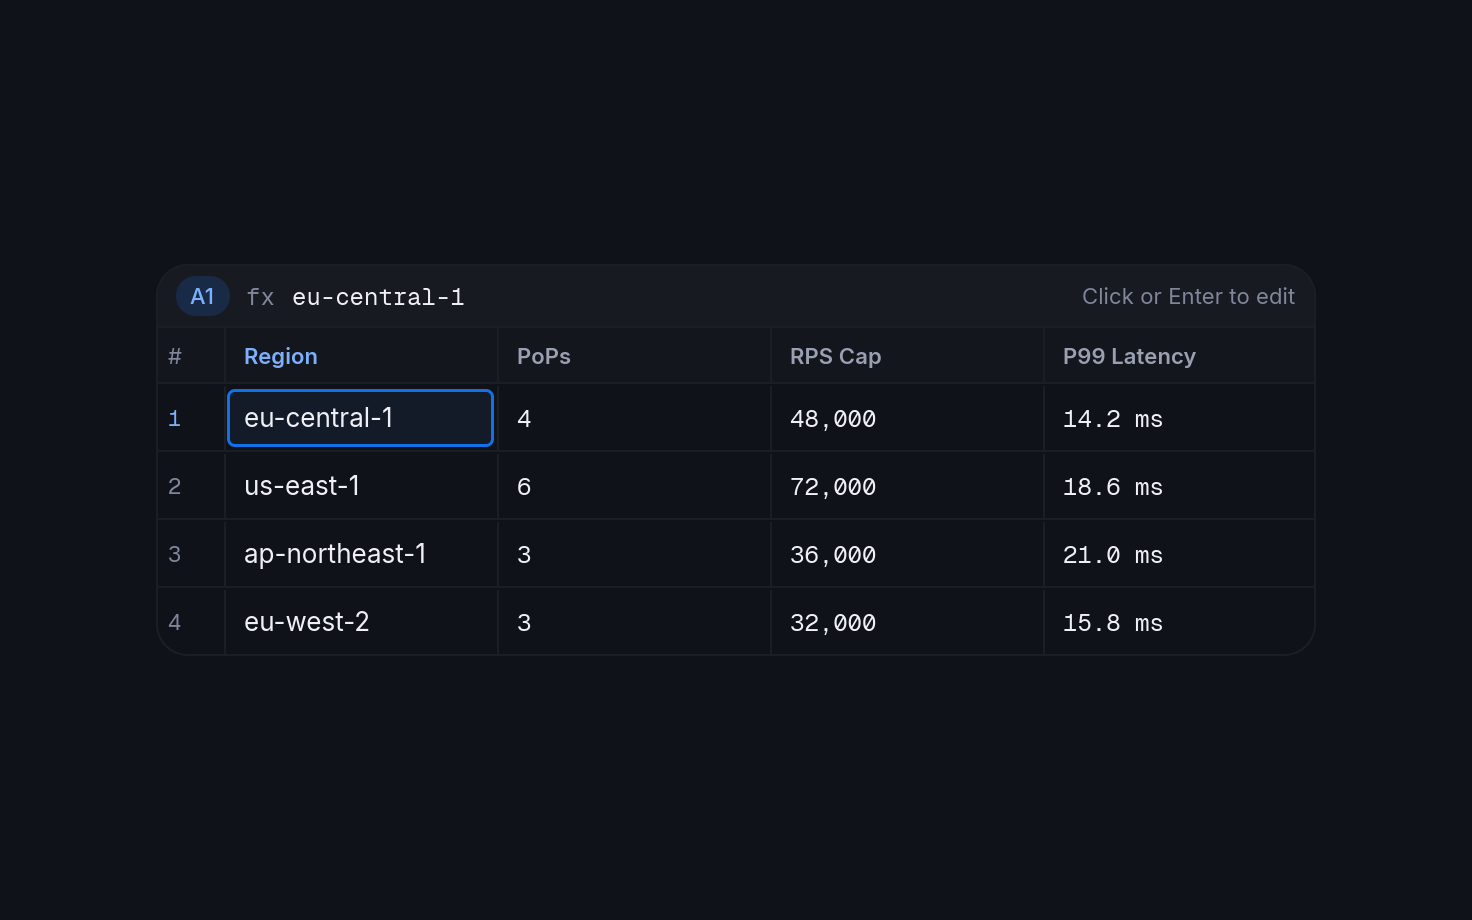 A1 fx eu-central-1 Click or Enter to edit
# Region PoPs RPS Cap P99 Latency
1 eu-central-1 4 48,000 14.2 ms
2 us-east-1 6 72,000 18.6 ms
3 ap-northeast-1 3 36,000 21.0 ms
4 eu-west-2 3 32,000 15.8 ms